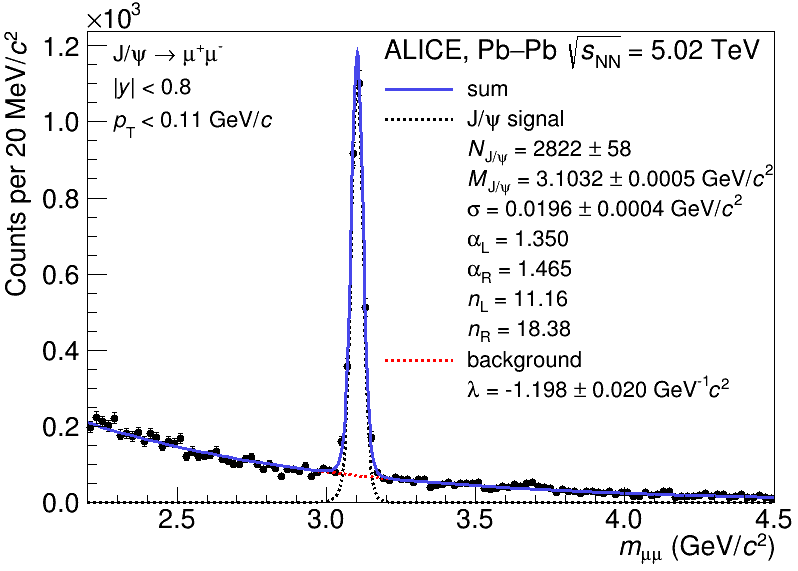 ×10³
J/ψ → μ⁺μ⁻
|y| < 0.8
p_T < 0.11 GeV/c
ALICE, Pb–Pb √s_NN = 5.02 TeV
sum
J/ψ signal
N_J/ψ = 2822 ± 58
M_J/ψ = 3.1032 ± 0.0005 GeV/c²
σ = 0.0196 ± 0.0004 GeV/c²
α_L = 1.350
α_R = 1.465
n_L = 11.16
n_R = 18.38
background
λ = -1.198 ± 0.020 GeV⁻¹c²
Counts per 20 MeV/c²
1.2
1.0
0.8
0.6
0.4
0.2
0.0
2.5 3.0 3.5 4.0 4.5
m_μμ (GeV/c²)